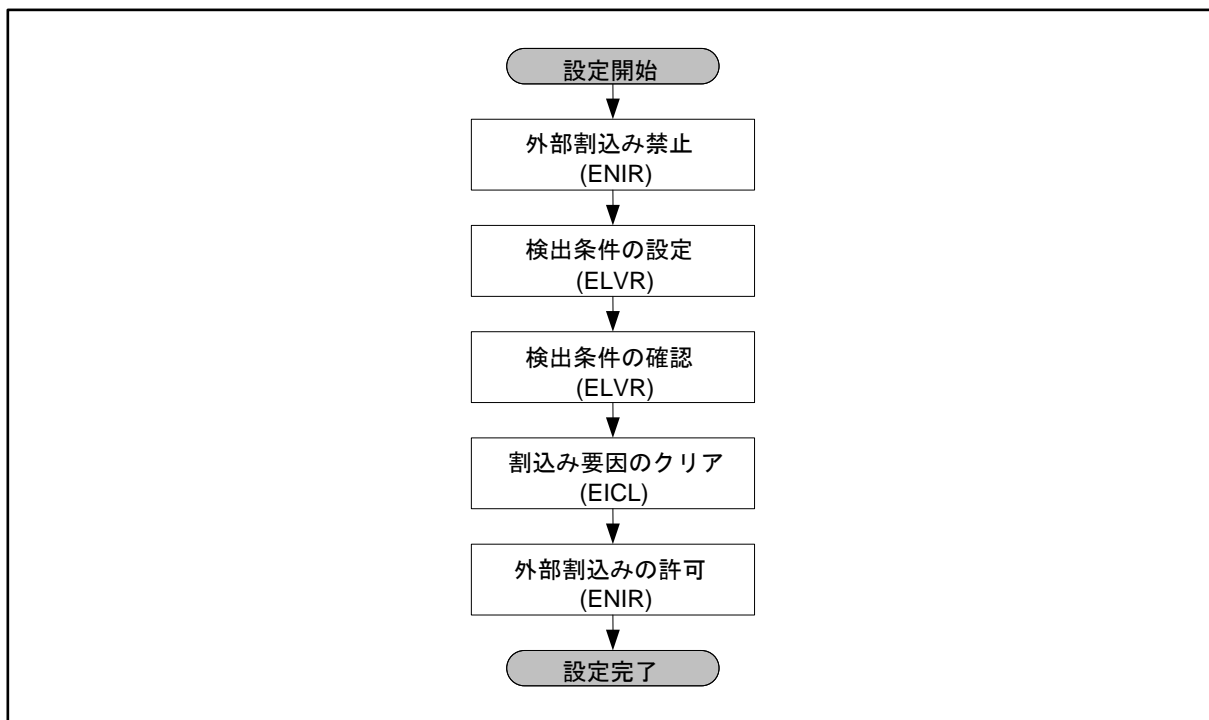 設定開始
外部割込み禁止
(ENIR)
検出条件の設定
(ELVR)
検出条件の確認
(ELVR)
割込み要因のクリア
(EICL)
外部割込みの許可
(ENIR)
設定完了